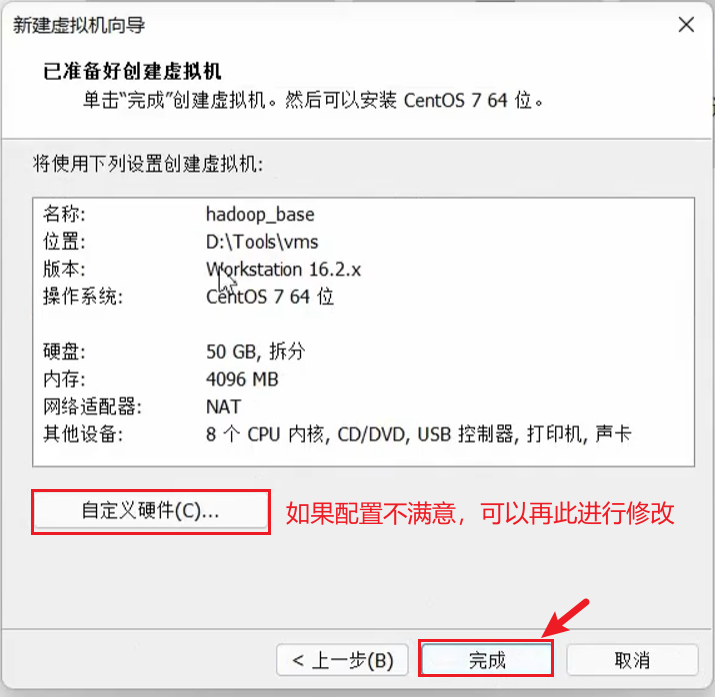 新建虚拟机向导
已准备好创建虚拟机
单击“完成”创建虚拟机。然后可以安装 CentOS 7 64 位。
将使用下列设置创建虚拟机:
名称: hadoop_base
位置: D:\Tools\vms
版本: Workstation 16.2.x
操作系统: CentOS 7 64 位
硬盘: 50 GB, 拆分
内存: 4096 MB
网络适配器: NAT
其他设备: 8 个 CPU 内核, CD/DVD, USB 控制器, 打印机, 声卡
自定义硬件(C)... 如果配置不满意，可以再此进行修改
< 上一步(B) 完成 取消